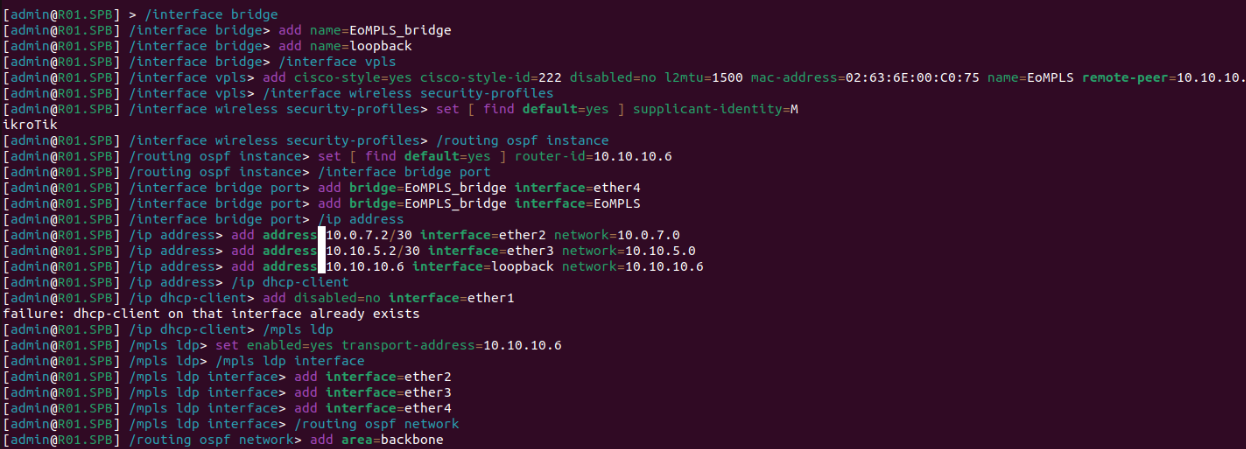 [admin@R01.SPB] > /interface bridge
[admin@R01.SPB] /interface bridge> add name=EoMPLS_bridge
[admin@R01.SPB] /interface bridge> add name=loopback
[admin@R01.SPB] /interface bridge> /interface vpls
[admin@R01.SPB] /interface vpls> add cisco-style=yes cisco-style-id=222 disabled=no l2mtu=1500 mac-address=02:63:6E:00:C0:75 name=EoMPLS remote-peer=10.10.10.
[admin@R01.SPB] /interface vpls> /interface wireless security-profiles
[admin@R01.SPB] /interface wireless security-profiles> set [ find default=yes ] supplicant-identity=M
ikroTik
[admin@R01.SPB] /interface wireless security-profiles> /routing ospf instance
[admin@R01.SPB] /routing ospf instance> set [ find default=yes ] router-id=10.10.10.6
[admin@R01.SPB] /routing ospf instance> /interface bridge port
[admin@R01.SPB] /interface bridge port> add bridge=EoMPLS_bridge interface=ether4
[admin@R01.SPB] /interface bridge port> add bridge=EoMPLS_bridge interface=EoMPLS
[admin@R01.SPB] /interface bridge port> /ip address
[admin@R01.SPB] /ip address> add address 10.0.7.2/30 interface=ether2 network=10.0.7.0
[admin@R01.SPB] /ip address> add address 10.10.5.2/30 interface=ether3 network=10.10.5.0
[admin@R01.SPB] /ip address> add address 10.10.10.6 interface=loopback network=10.10.10.6
[admin@R01.SPB] /ip address> /ip dhcp-client
[admin@R01.SPB] /ip dhcp-client> add disabled=no interface=ether1
failure: dhcp-client on that interface already exists
[admin@R01.SPB] /ip dhcp-client> /mpls ldp
[admin@R01.SPB] /mpls ldp> set enabled=yes transport-address=10.10.10.6
[admin@R01.SPB] /mpls ldp> /mpls ldp interface
[admin@R01.SPB] /mpls ldp interface> add interface=ether2
[admin@R01.SPB] /mpls ldp interface> add interface=ether3
[admin@R01.SPB] /mpls ldp interface> add interface=ether4
[admin@R01.SPB] /mpls ldp interface> /routing ospf network
[admin@R01.SPB] /routing ospf network> add area=backbone